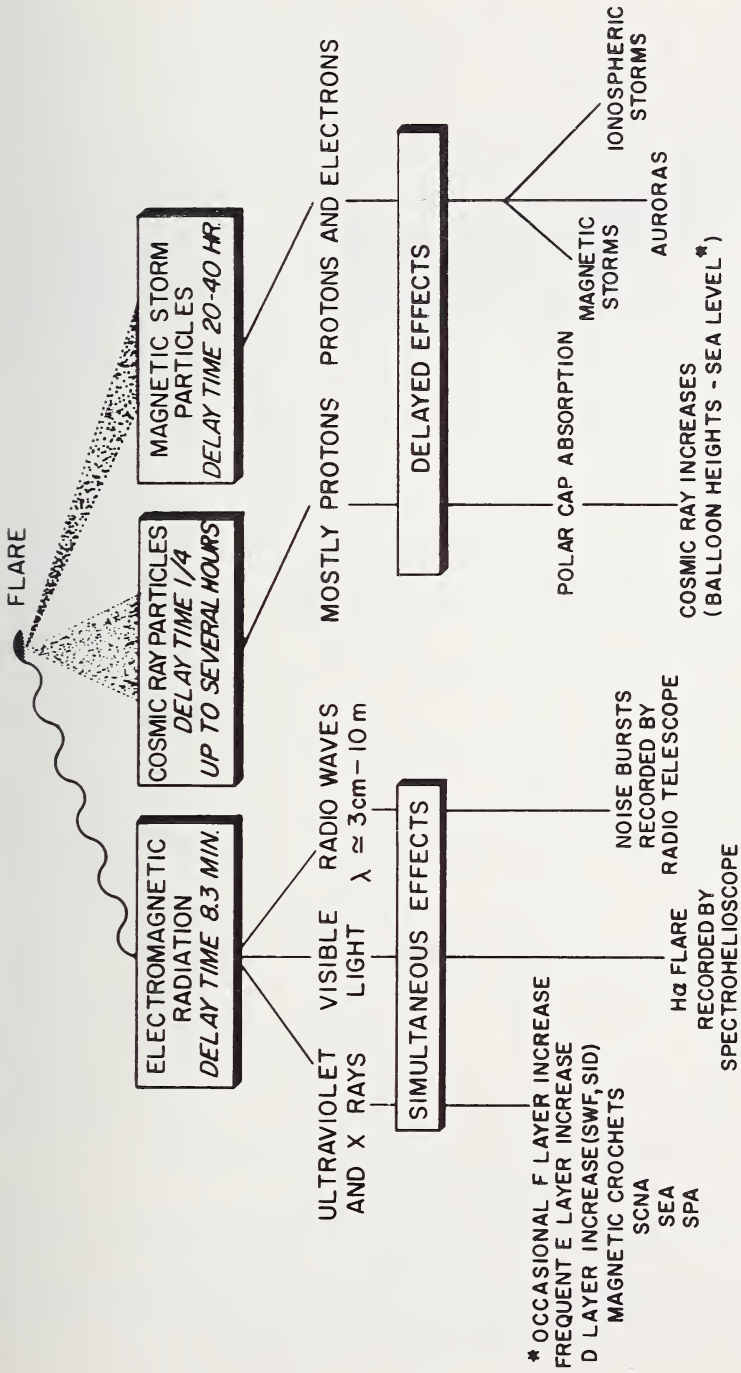 FLARE
ELECTROMAGNETIC
RADIATION
DELAY TIME 8.3 MIN.
COSMIC RAY PARTICLES
DELAY TIME 1/4
UP TO SEVERAL HOURS
MAGNETIC STORM
PARTICLES
DELAY TIME 20-40 HR.
ULTRAVIOLET
AND X RAYS
VISIBLE
LIGHT
RADIO WAVES
λ ≃ 3cm-10m
MOSTLY PROTONS
PROTONS AND ELECTRONS
SIMULTANEOUS EFFECTS
DELAYED EFFECTS
* OCCASIONAL F LAYER INCREASE
FREQUENT E LAYER INCREASE
D LAYER INCREASE (SWF, SID)
MAGNETIC CROCHETS
SCNA
SEA
SPA
Hα FLARE
RECORDED BY
SPECTROHELIOSCOPE
NOISE BURSTS
RECORDED BY
RADIO TELESCOPE
POLAR CAP ABSORPTION
COSMIC RAY INCREASES
(BALLOON HEIGHTS - SEA LEVEL*)
MAGNETIC
STORMS
AURORAS
IONOSPHERIC
STORMS